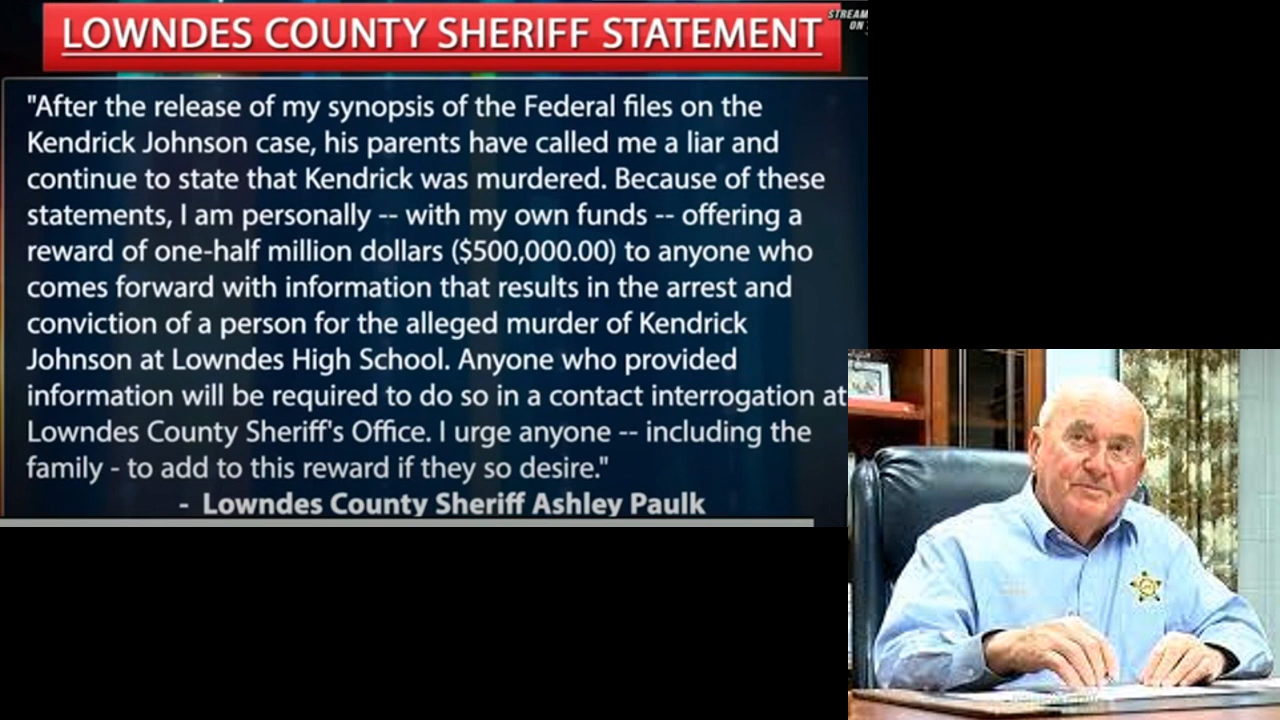 LOWNDES COUNTY SHERIFF STATEMENT
STREAM
ON
"After the release of my synopsis of the Federal files on the
Kendrick Johnson case, his parents have called me a liar and
continue to state that Kendrick was murdered. Because of these
statements, I am personally -- with my own funds -- offering a
reward of one-half million dollars ($500,000.00) to anyone who
comes forward with information that results in the arrest and
conviction of a person for the alleged murder of Kendrick
Johnson at Lowndes High School. Anyone who provided
information will be required to do so in a contact interrogation at
Lowndes County Sheriff's Office. I urge anyone -- including the
family - to add to this reward if they so desire."
- Lowndes County Sheriff Ashley Paulk